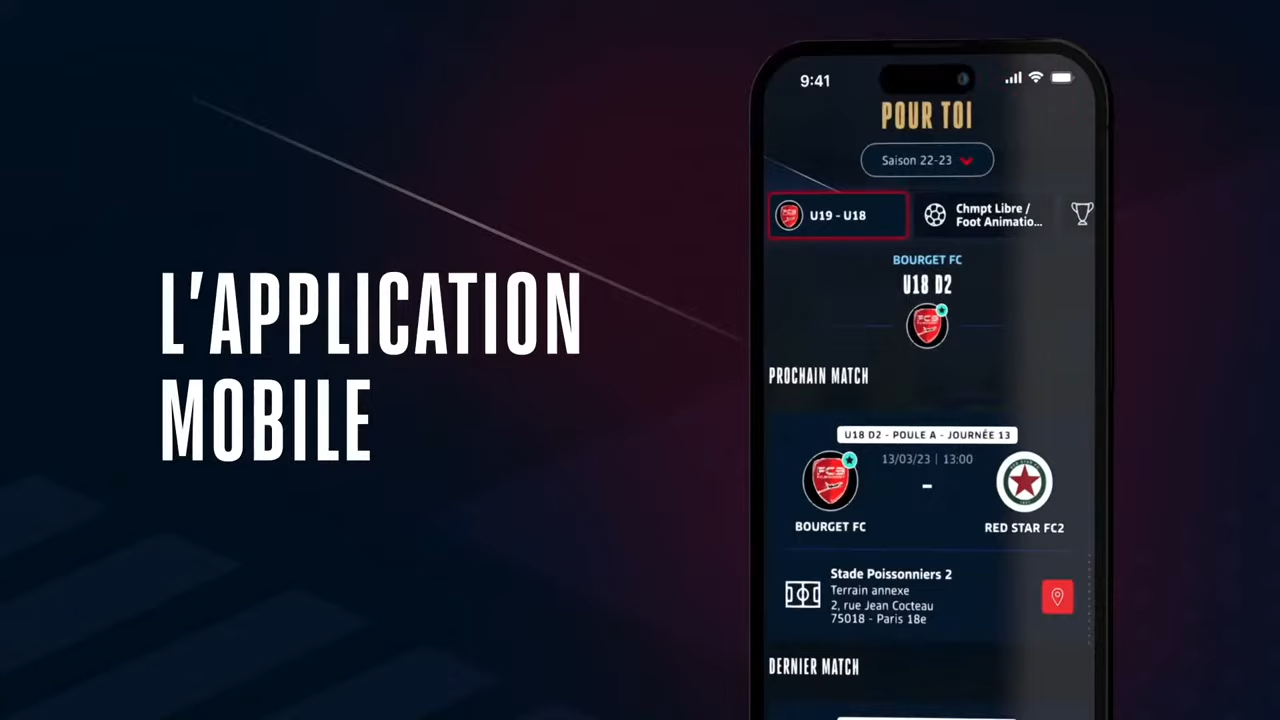 L'APPLICATION
MOBILE
9:41
POUR TOI
Saison 22-23
U19 - U18
Chmpt Libre /
Foot Animatio...
BOURGET FC
U18 D2
FCB
PROCHAIN MATCH
U18 D2 - POULE A - JOURNÉE 13
13/03/23 | 13:00
-
FCB
BOURGET FC
RED STAR FC2
Stade Poissonniers 2
Terrain annexe
2, rue Jean Cocteau
75018 - Paris 18e
DERNIER MATCH